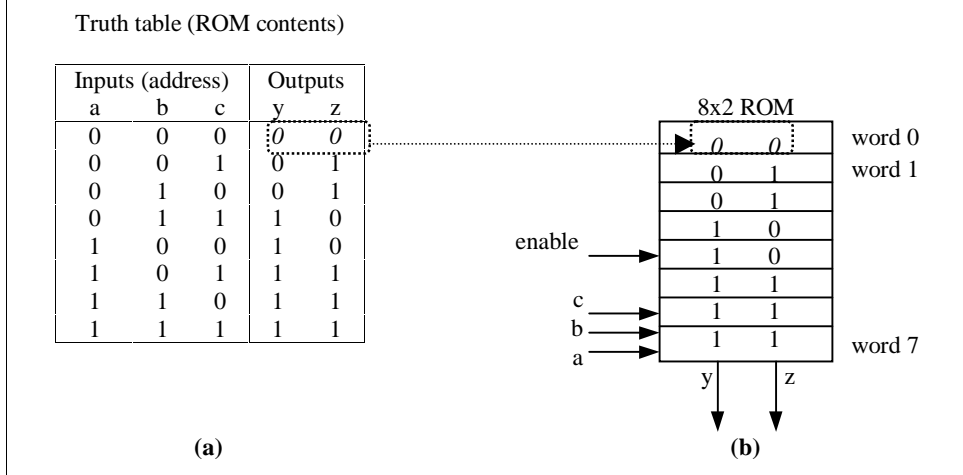 Truth table (ROM contents)
Inputs (address) Outputs
a b c y z
0 0 0 0 0
0 0 1 0 1
0 1 0 0 1
0 1 1 1 0
1 0 0 1 0
1 0 1 1 1
1 1 0 1 1
1 1 1 1 1
(a)
8x2 ROM
0 0 word 0
0 1 word 1
0 1
1 0
enable 1 0
1 1
c 1 1
b 1 1
a word 7
y z
(b)